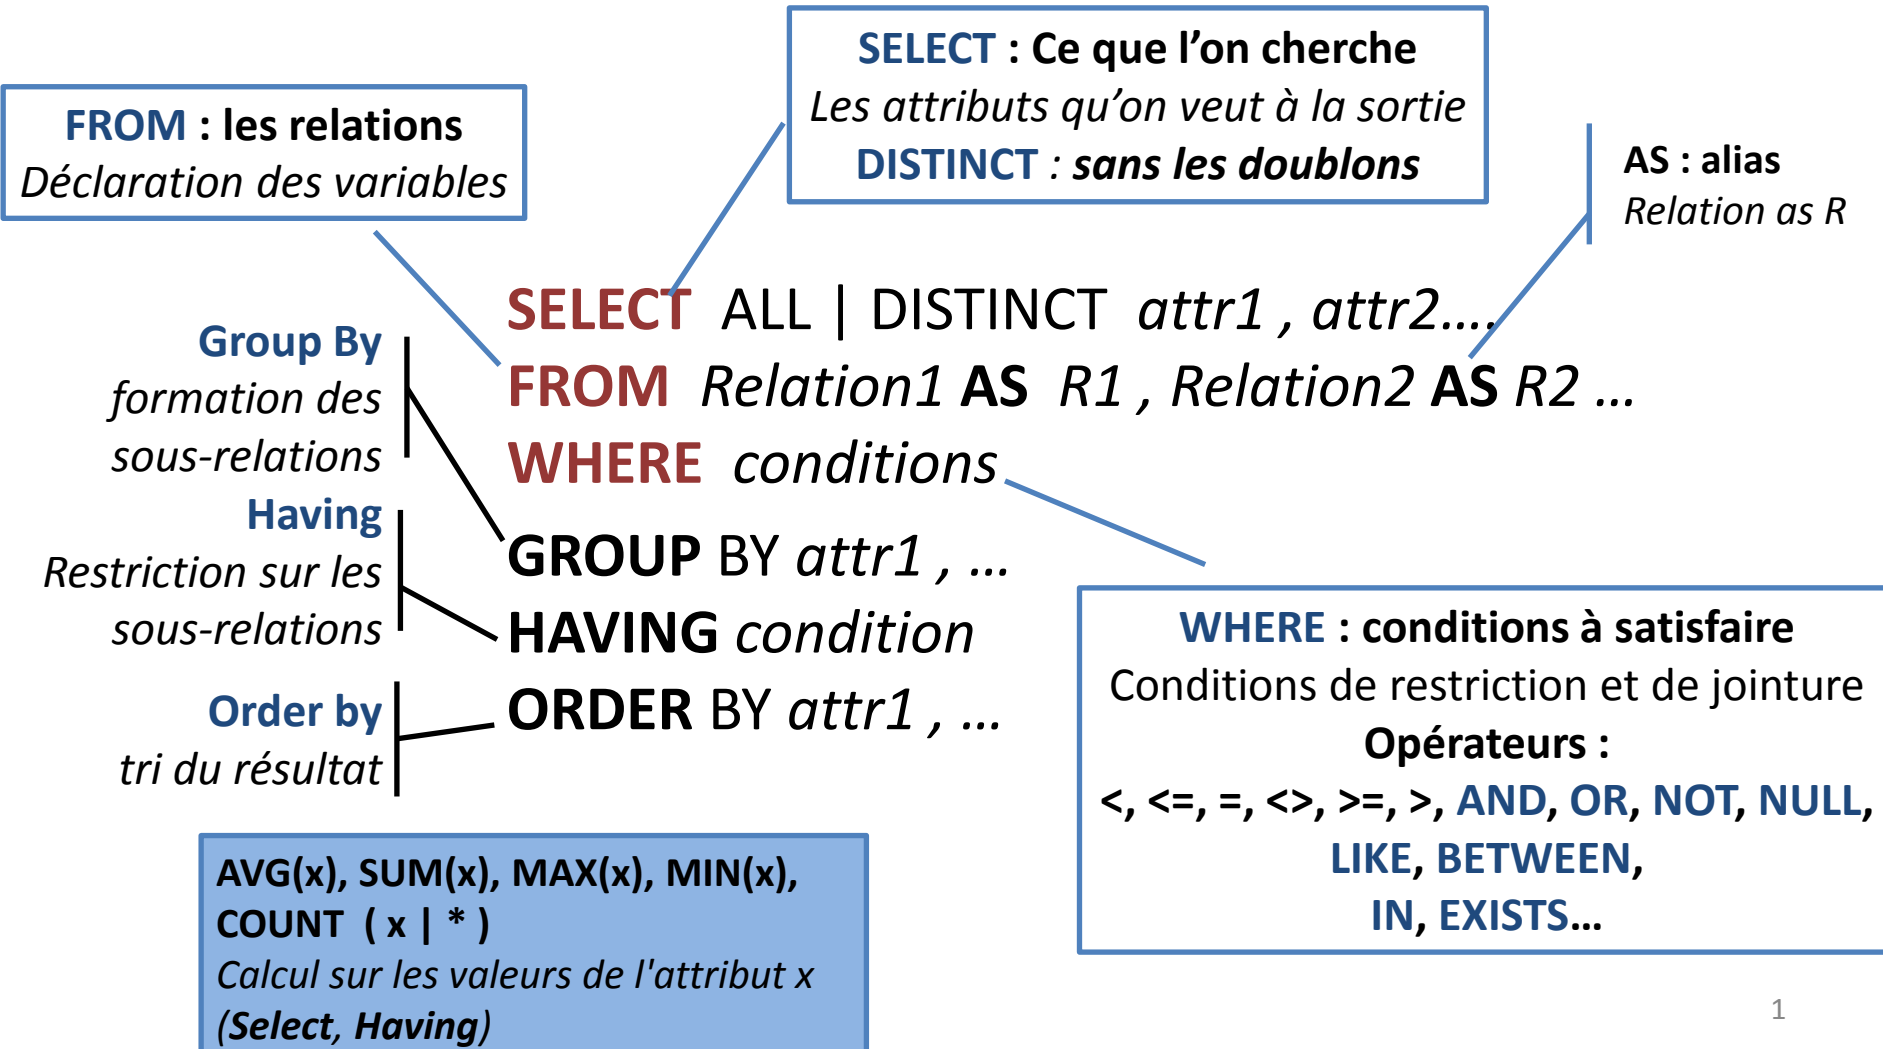 SELECT : Ce que l’on cherche
Les attributs qu’on veut à la sortie
DISTINCT : sans les doublons
FROM : les relations
Déclaration des variables
AS : alias
Relation as R
SELECT ALL | DISTINCT attr1 , attr2….
FROM Relation1 AS R1 , Relation2 AS R2 …
WHERE conditions
GROUP BY attr1 , …
HAVING condition
ORDER BY attr1 , …
Group By
formation des
sous-relations
Having
Restriction sur les
sous-relations
Order by
tri du résultat
WHERE : conditions à satisfaire
Conditions de restriction et de jointure
Opérateurs :
<, <=, =, <>, >=, >, AND, OR, NOT, NULL,
LIKE, BETWEEN,
IN, EXISTS…
AVG(x), SUM(x), MAX(x), MIN(x),
COUNT ( x | * )
Calcul sur les valeurs de l'attribut x
(Select, Having)
1